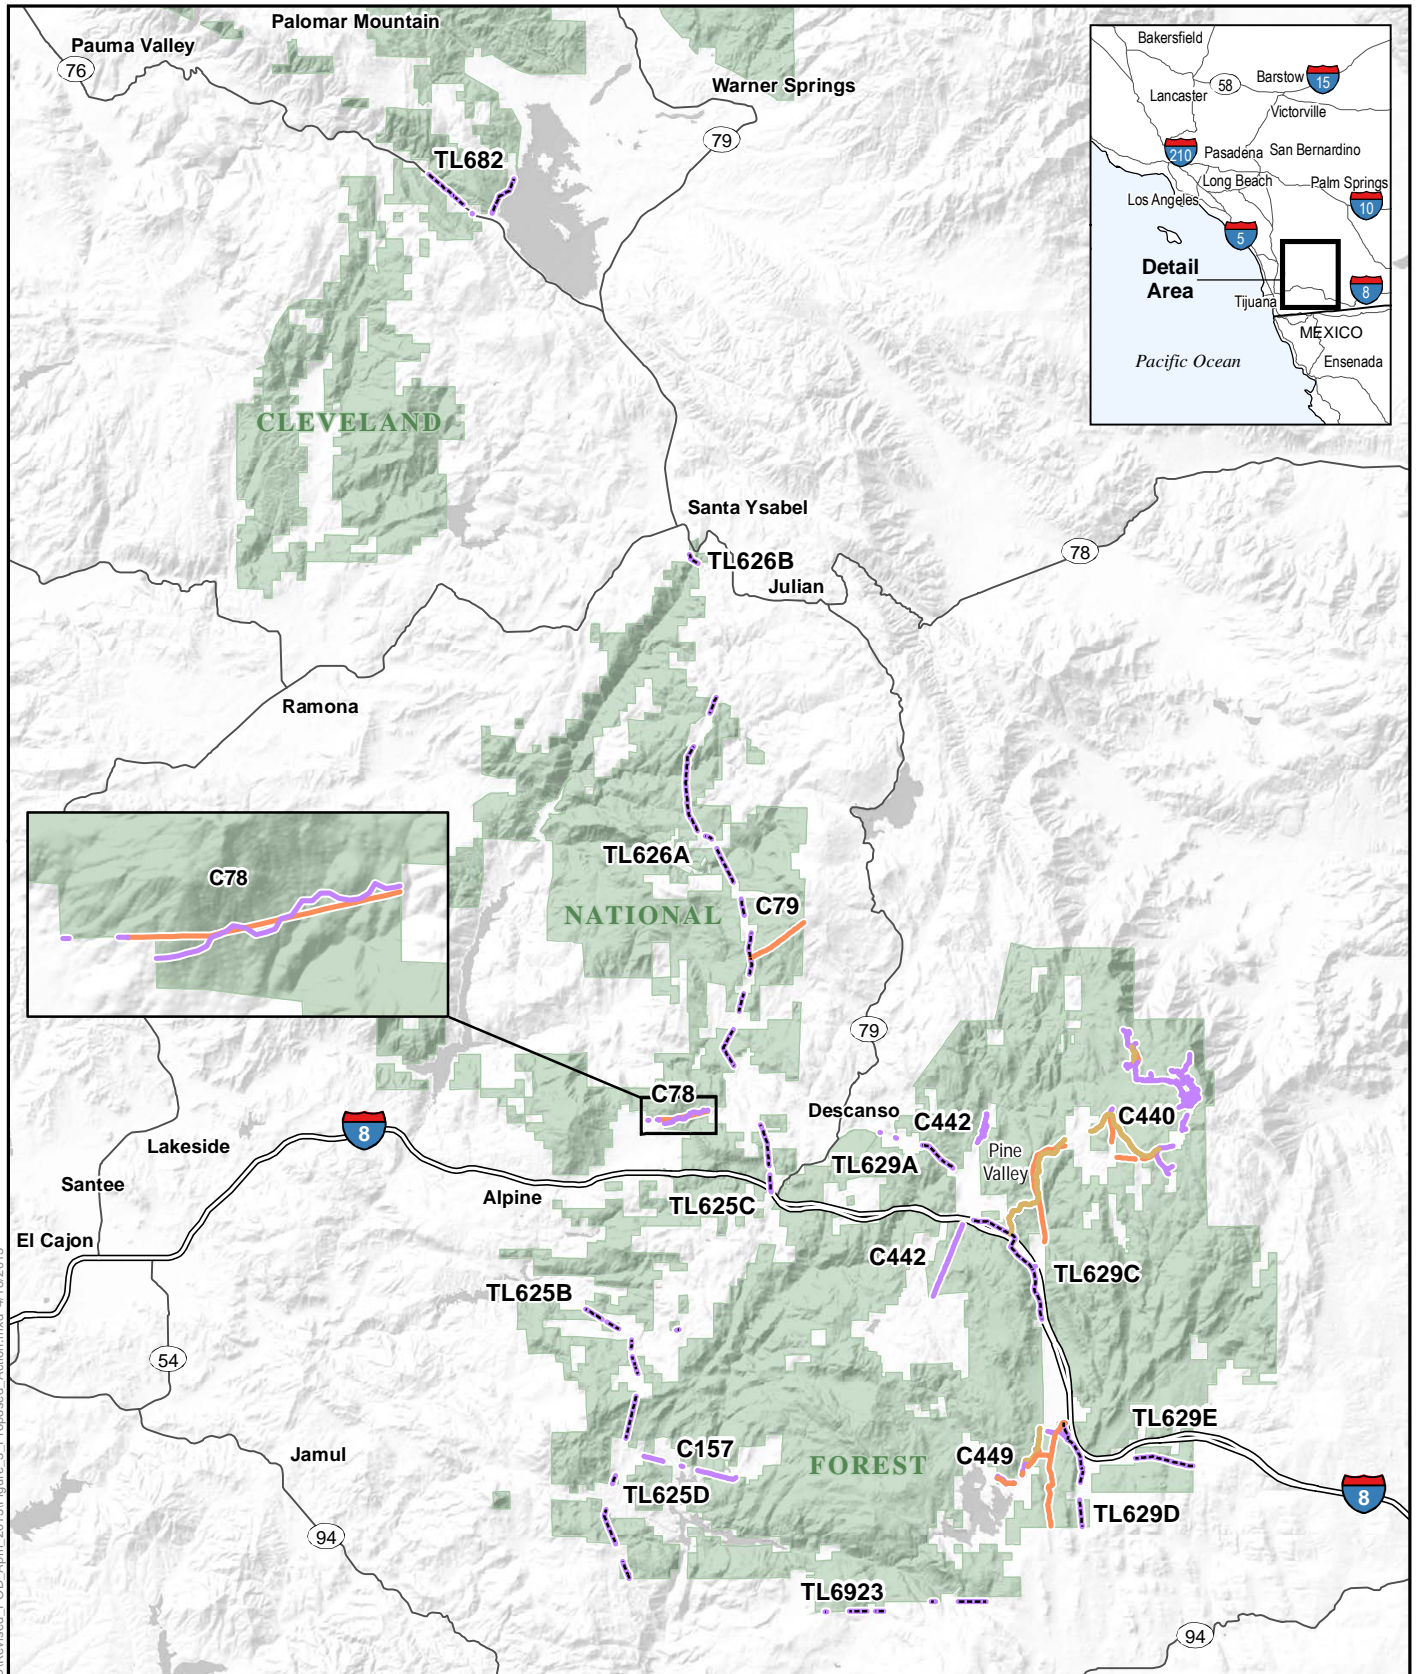 Palomar Mountain
Pauma Valley
76
Warner Springs
79
TL682
Bakersfield
58
Barstow
15
Lancaster
Victorville
210
Pasadena
San Bernardino
Long Beach
Palm Springs
Los Angeles
10
5
Detail
Area
8
Tijuana
MEXICO
Pacific Ocean
Ensenada
CLEVELAND
Santa Ysabel
TL626B
78
Julian
Ramona
TL626A
C78
C79
NATIONAL
79
C78
Descanso
C442
C440
8
Lakeside
TL629A
Pine
Valley
Santee
Alpine
TL625C
El Cajon
C442
TL629C
TL625B
54
TL629E
Jamul
C157
C449
FOREST
TL625D
8
TL629D
94
TL6923
94